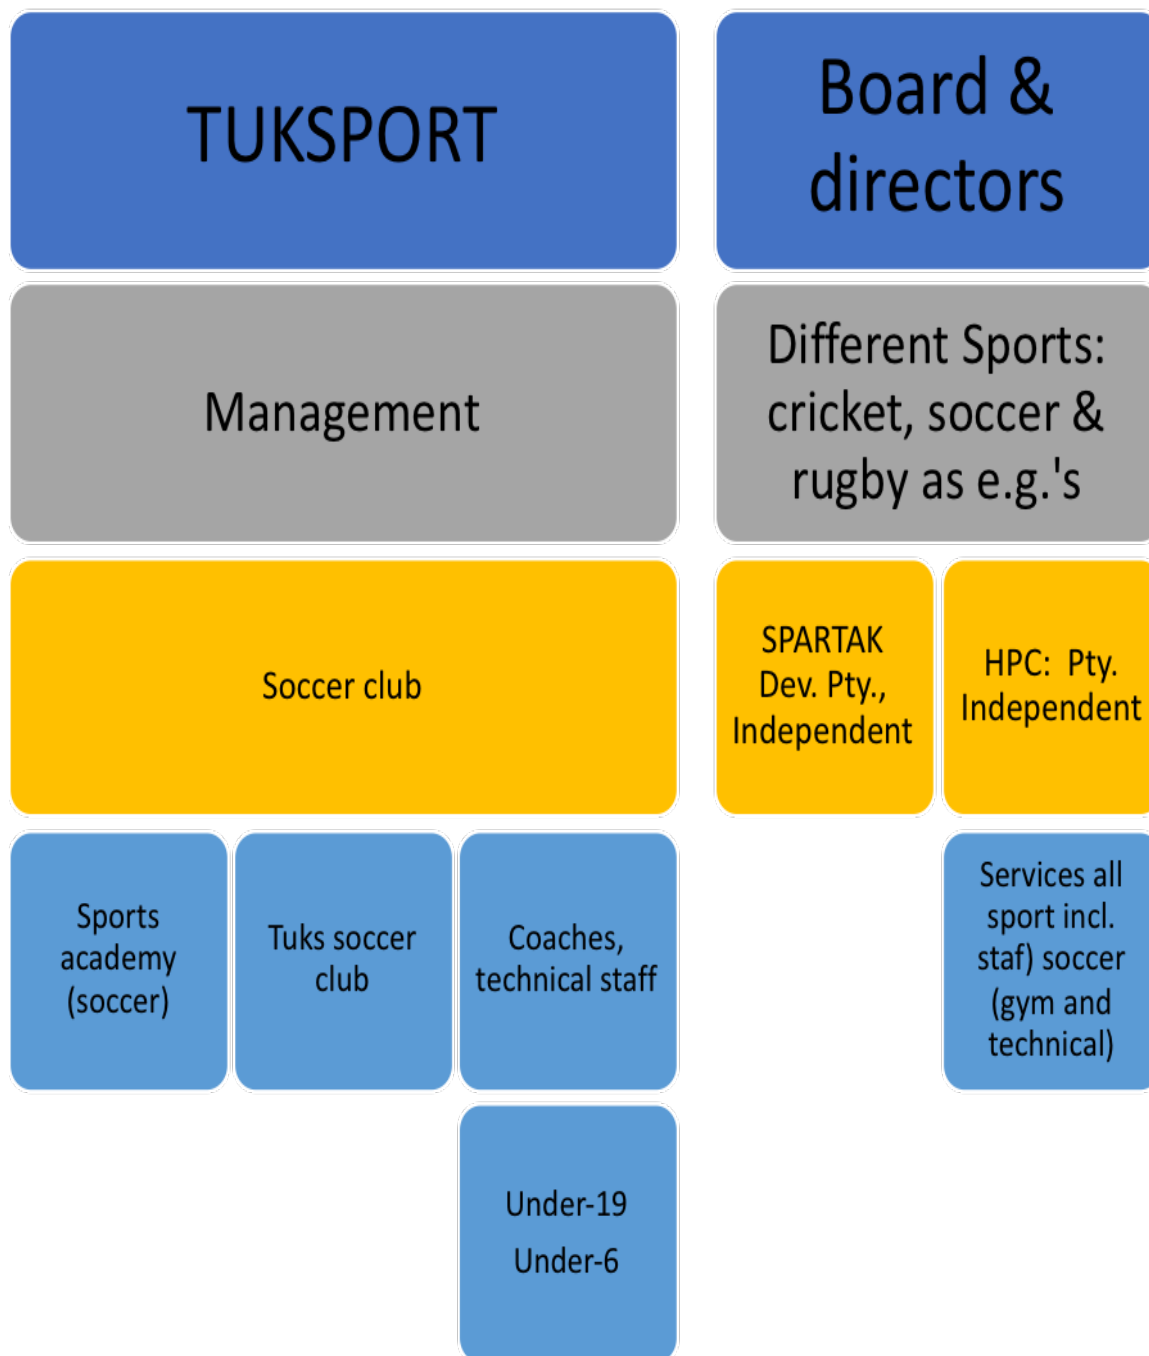 TUKSPORT
Board &
directors
Management
Different Sports:
cricket, soccer &
rugby as e.g.'s
Soccer club
SPARTAK
Dev. Pty.,
Independent
HPC:  Pty.
Independent
Sports
academy
(soccer)
Tuks soccer
club
Coaches,
technical staff
Services all
sport incl.
staf) soccer
(gym and
technical)
Under-19
Under-6